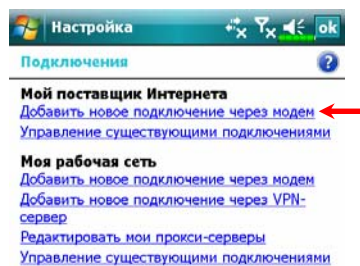 Настройка
ok
Подключения
?
Мой поставщик Интернета
Добавить новое подключение через модем
Управление существующими подключениями
Моя рабочая сеть
Добавить новое подключение через модем
Добавить новое подключение через VPN-
сервер
Редактировать мои прокси-серверы
Управление существующими подключениями